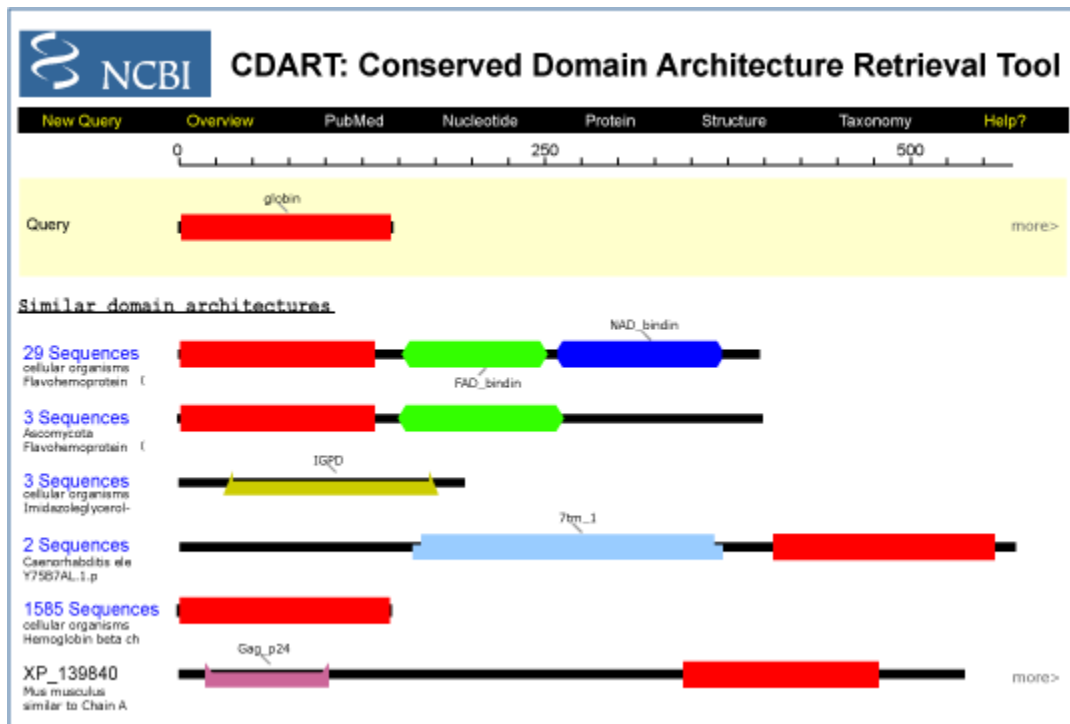 NCBI
CDART: Conserved Domain Architecture Retrieval Tool
New Query Overview PubMed Nucleotide Protein Structure Taxonomy Help?
0 250 500
globin
Query more>
Similar domain architectures
NAD_bindin
29 Sequences
cellular organisms
Flavohemoprotein (
FAD_bindin
3 Sequences
Ascomycota
Flavohemoprotein (
IGPD
3 Sequences
cellular organisms
Imidazoleglycerol-
7tm_1
2 Sequences
Caenorhabditis ele
Y75B7AL.1.p
1585 Sequences
cellular organisms
Hemoglobin beta ch
Gag_p24
XP_139840 more>
Mus musculus
similar to Chain A